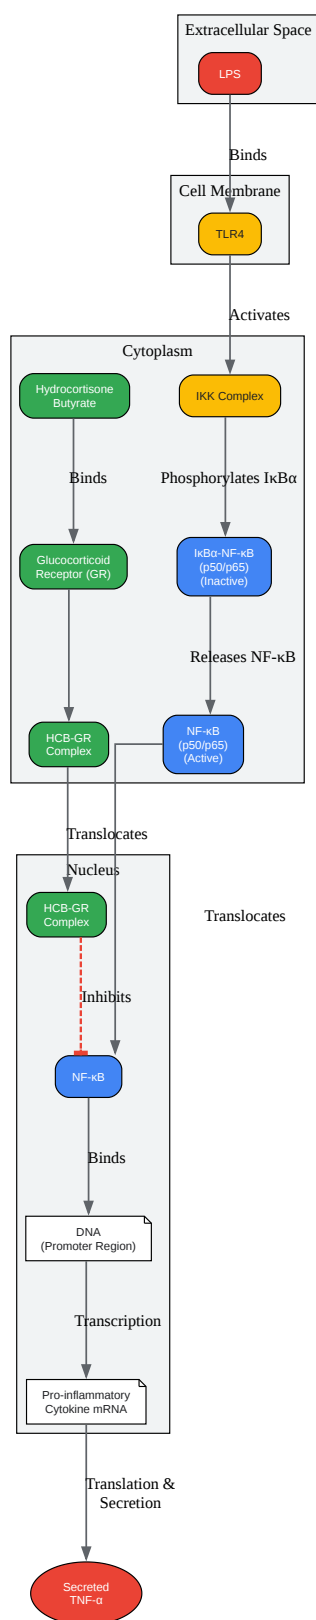 Extracellular Space
LPS
Binds
Cell Membrane
TLR4
Activates
Cytoplasm
Hydrocortisone
Butyrate
IKK Complex
Binds
Phosphorylates IκBα
Glucocorticoid
Receptor (GR)
IκBα-NF-κB
(p50/p65)
(Inactive)
Releases NF-κB
HCB-GR
Complex
NF-κB
(p50/p65)
(Active)
Translocates
Nucleus
HCB-GR
Complex
Translocates
Inhibits
NF-κB
Binds
DNA
(Promoter Region)
Transcription
Pro-inflammatory
Cytokine mRNA
Translation &
Secretion
Secreted
TNF-α